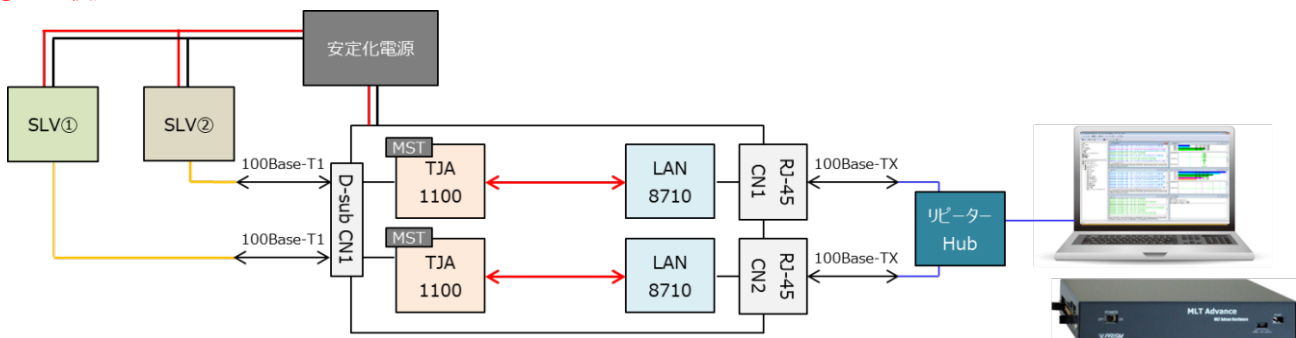 安定化電源
SLV①
SLV②
MST
TJA
1100
LAN
8710
RJ-45
CN1
100Base-T1
100Base-TX
D-sub CN1
リピーター
Hub
100Base-T1
MST
TJA
1100
LAN
8710
RJ-45
CN2
100Base-TX
MLT Advance
POWER
PRISM